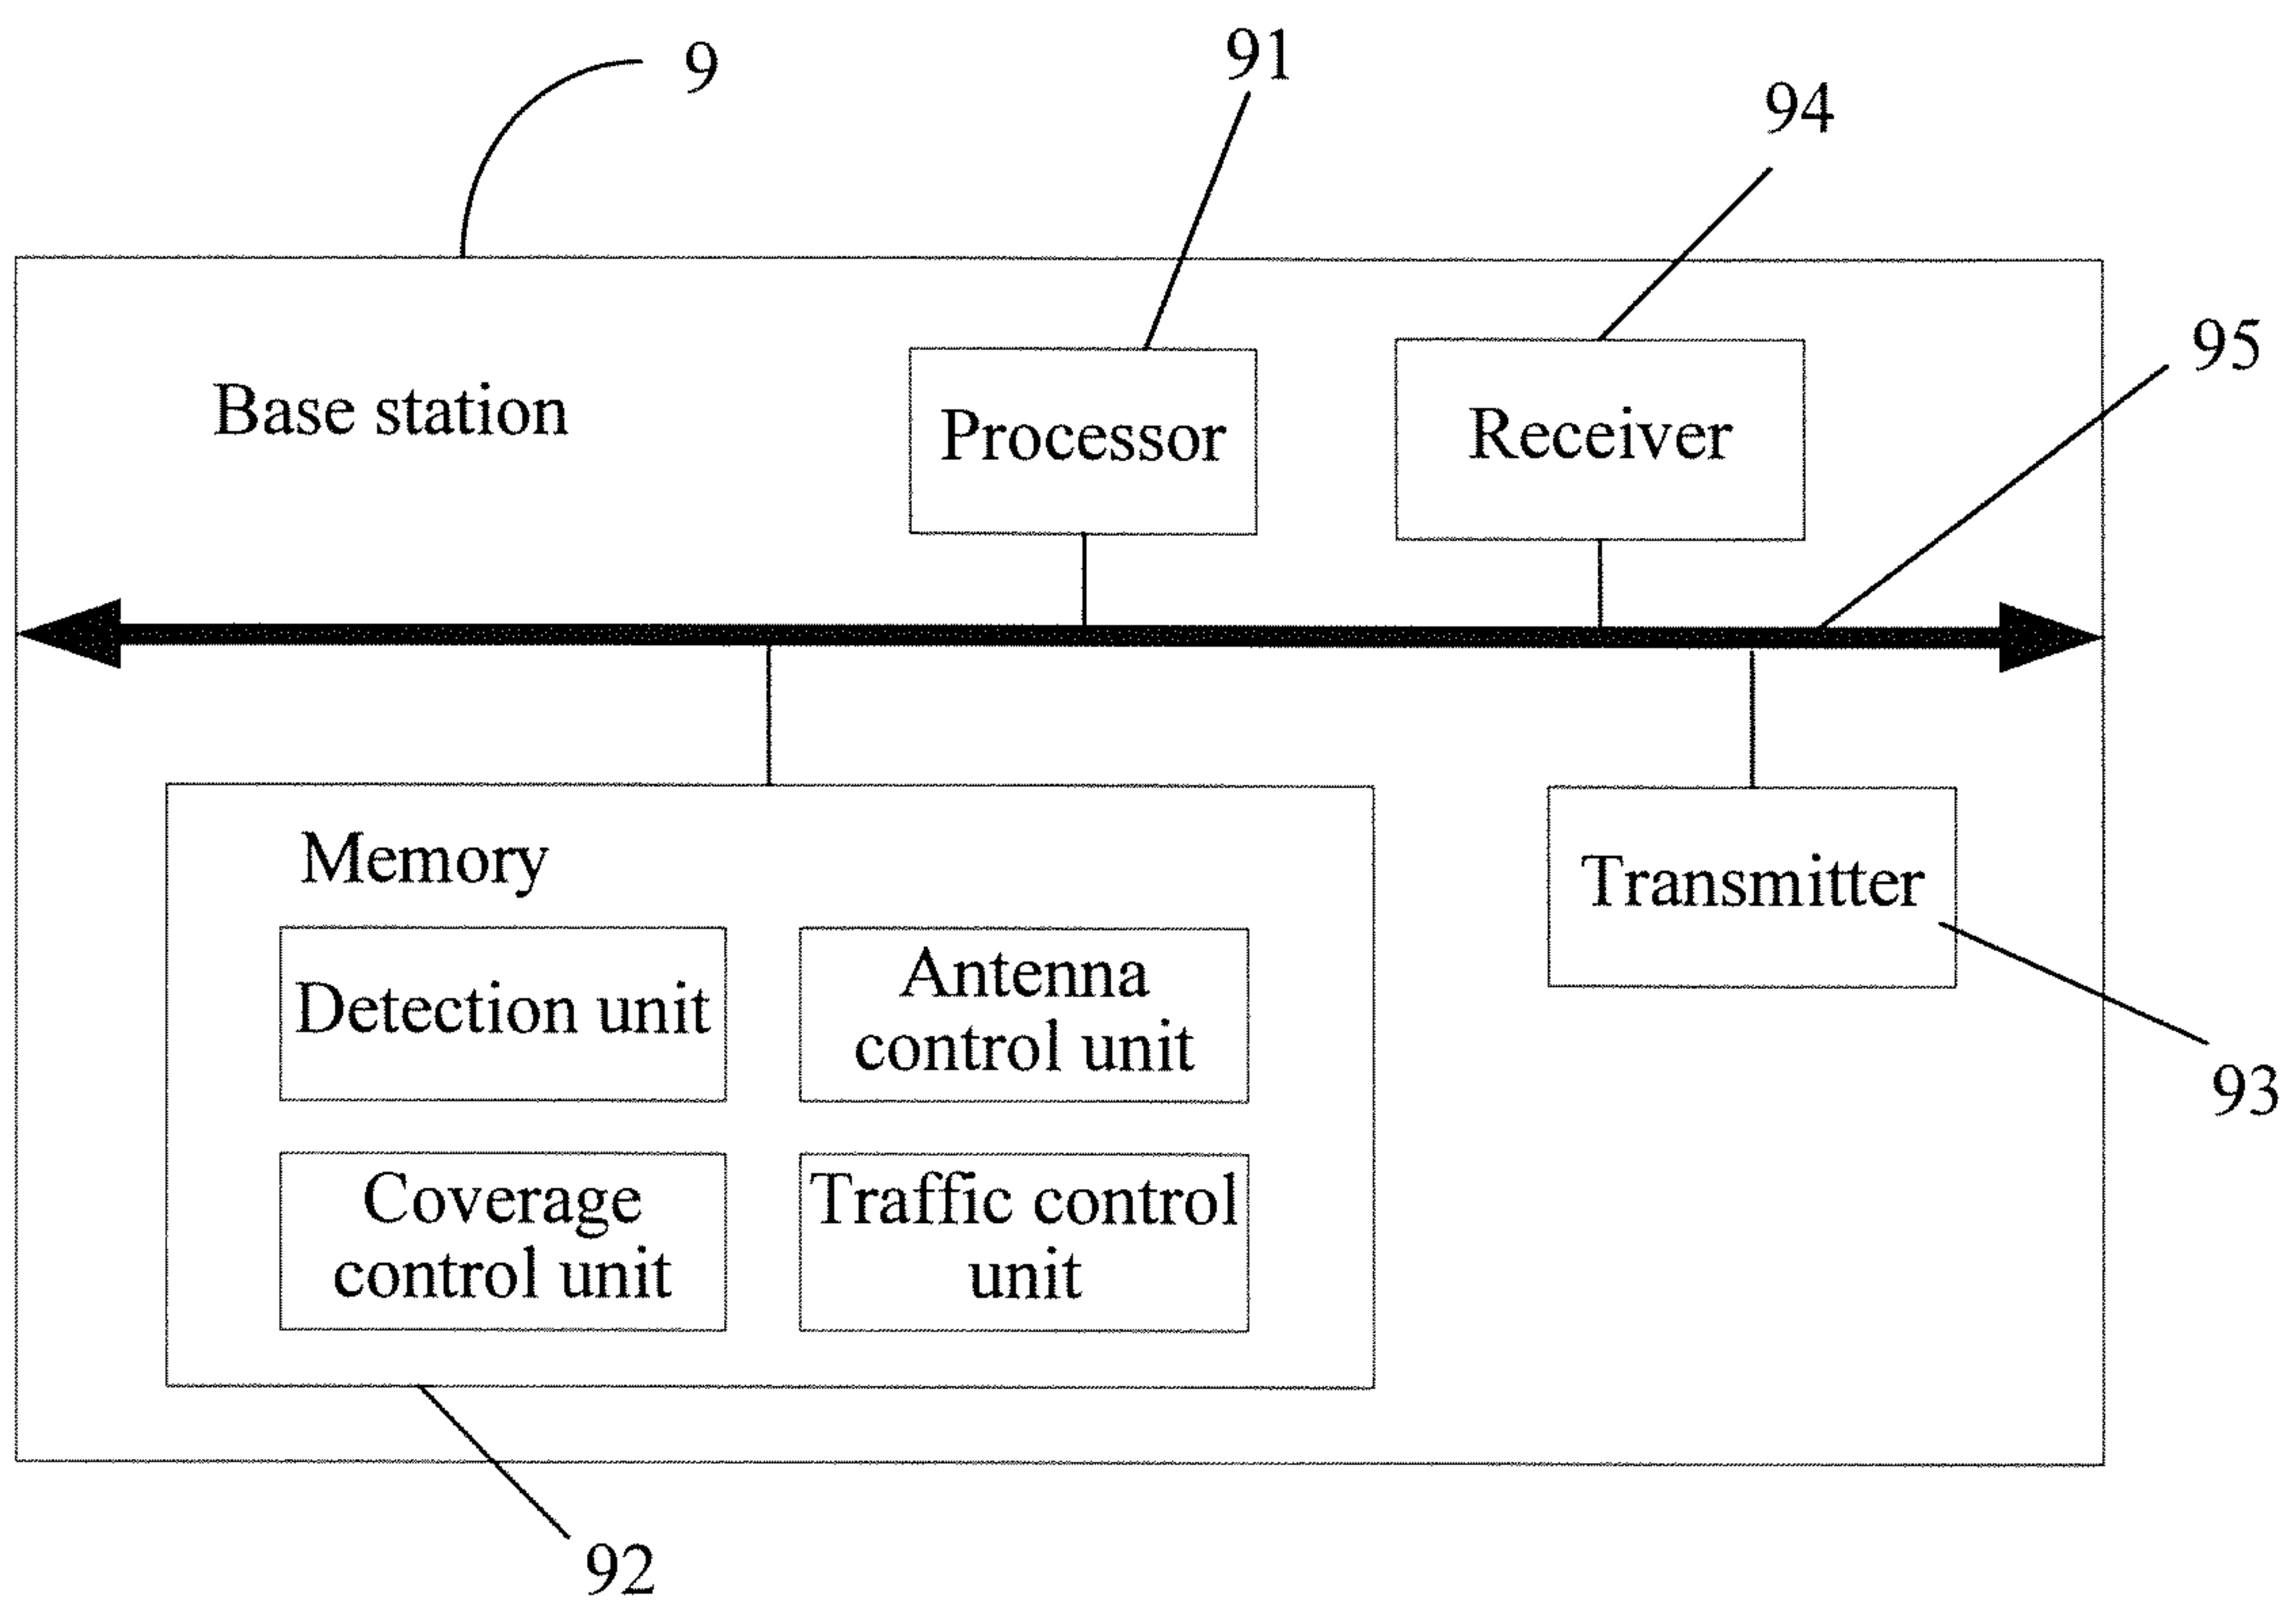 9
91
94
95
Base station
Processor
Receiver
Memory
Transmitter
Detection unit
Antenna
control unit
93
Coverage
control unit
Traffic control
unit
92